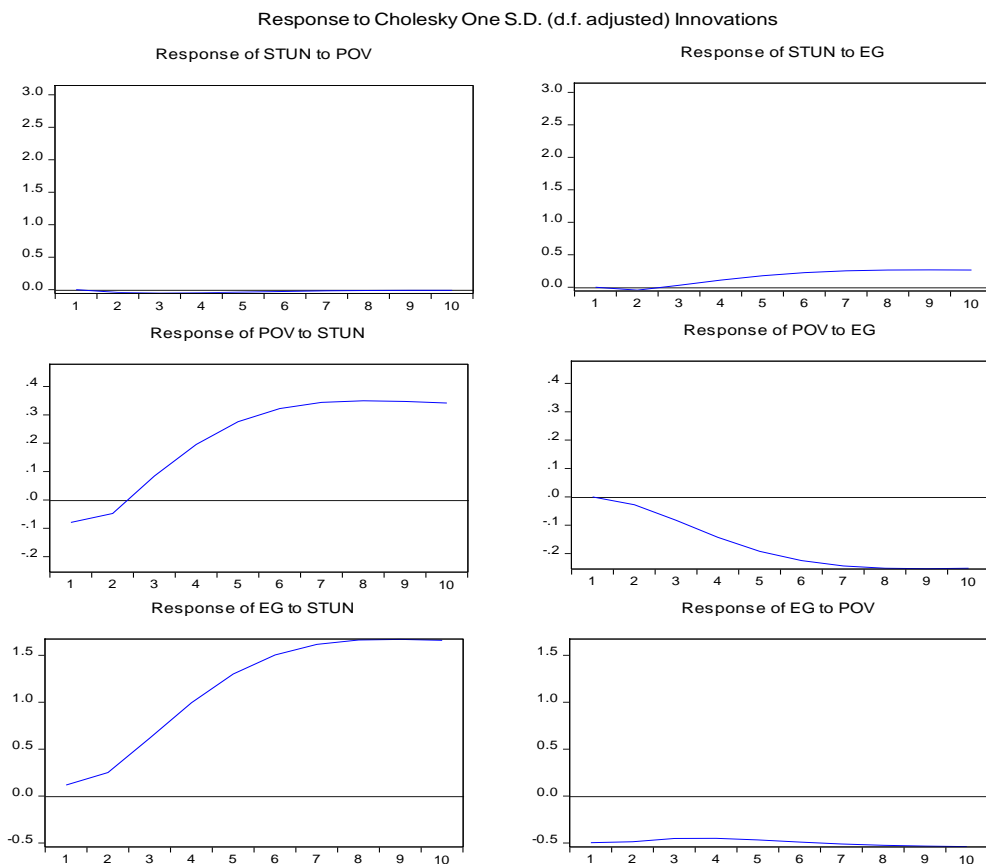 Response to Cholesky One S.D. (d.f. adjusted) Innovations
Response of STUN to POV
3.0
2.5
2.0
1.5
1.0
0.5
0.0
1 2 3 4 5 6 7 8 9 10
Response of STUN to EG
3.0
2.5
2.0
1.5
1.0
0.5
0.0
1 2 3 4 5 6 7 8 9 10
Response of POV to STUN
.4
.3
.2
.1
.0
-.1
-.2
1 2 3 4 5 6 7 8 9 10
Response of POV to EG
.4
.3
.2
.1
.0
-.1
-.2
1 2 3 4 5 6 7 8 9 10
Response of EG to STUN
1.5
1.0
0.5
0.0
-0.5
1 2 3 4 5 6 7 8 9 10
Response of EG to POV
1.5
1.0
0.5
0.0
-0.5
1 2 3 4 5 6 7 8 9 10